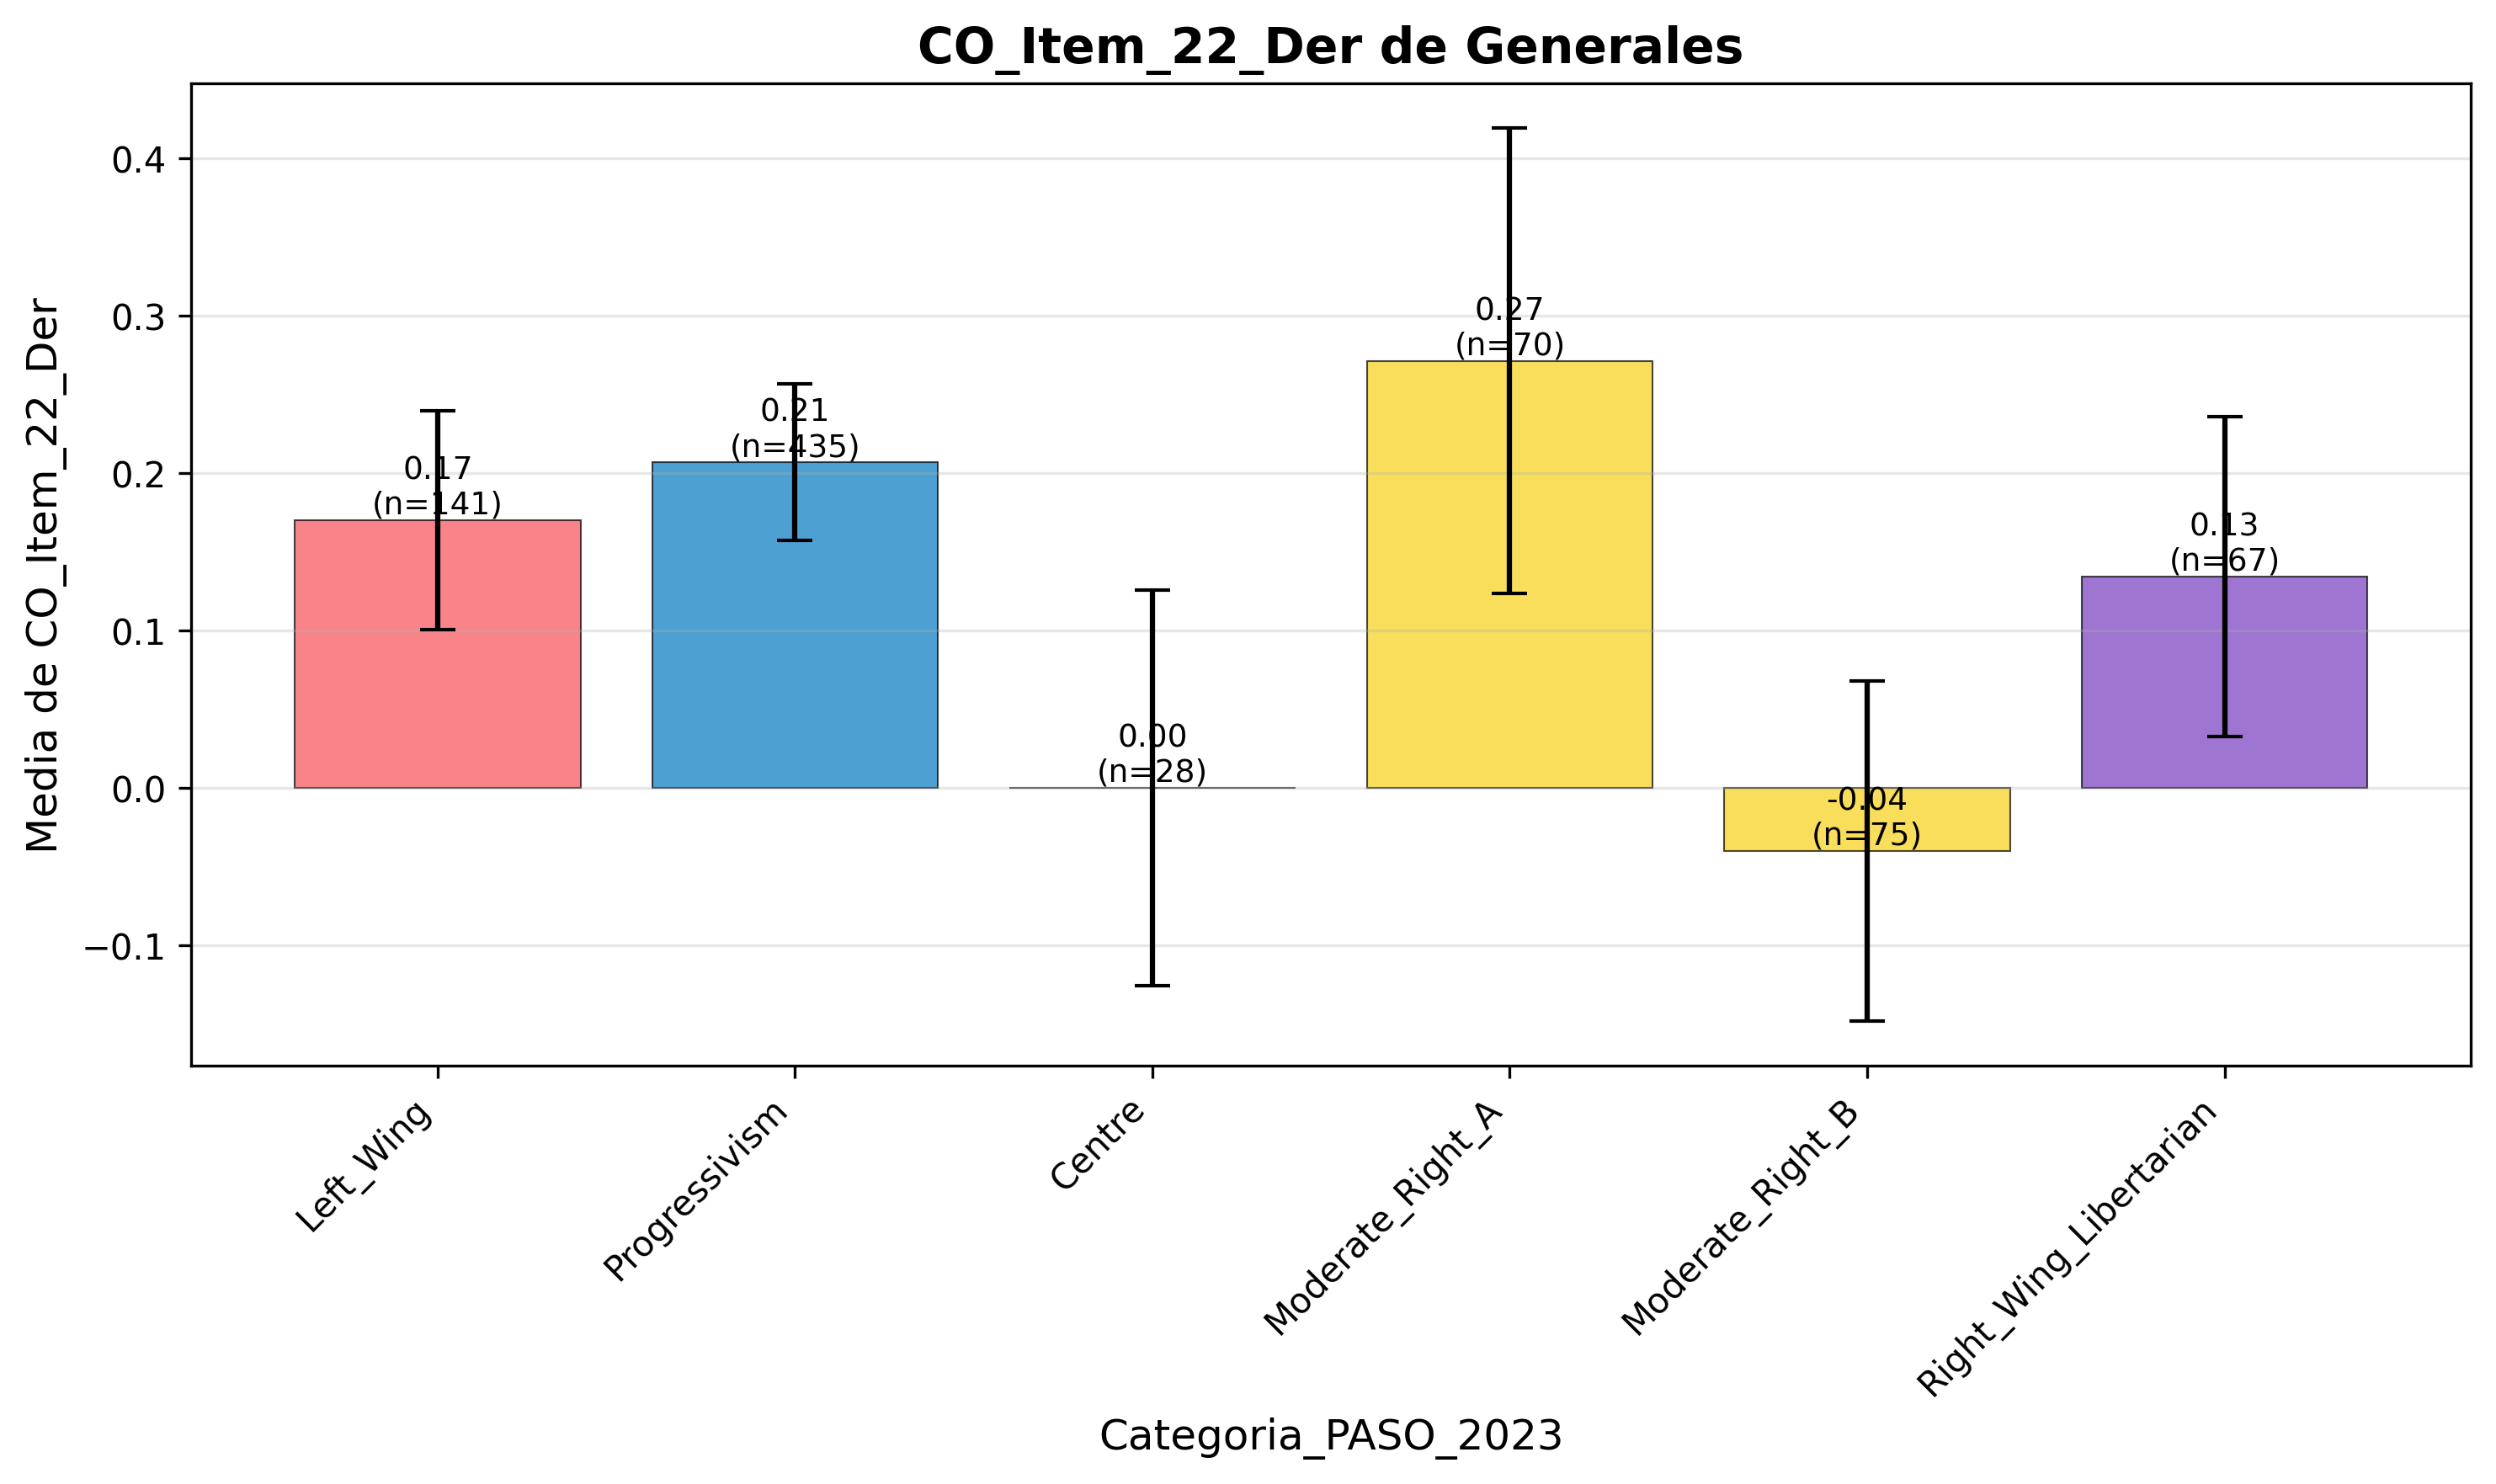 CO_Item_22_Der de Generales
Media de CO_Item_22_Der
0.4
0.3
0.2
0.1
0.0
−0.1
0.17
(n=141)
0.21
(n=435)
0.00
(n=28)
0.27
(n=70)
-0.04
(n=75)
0.13
(n=67)
Left_Wing
Progressivism
Centre
Moderate_Right_A
Moderate_Right_B
Right_Wing_Libertarian
Categoria_PASO_2023